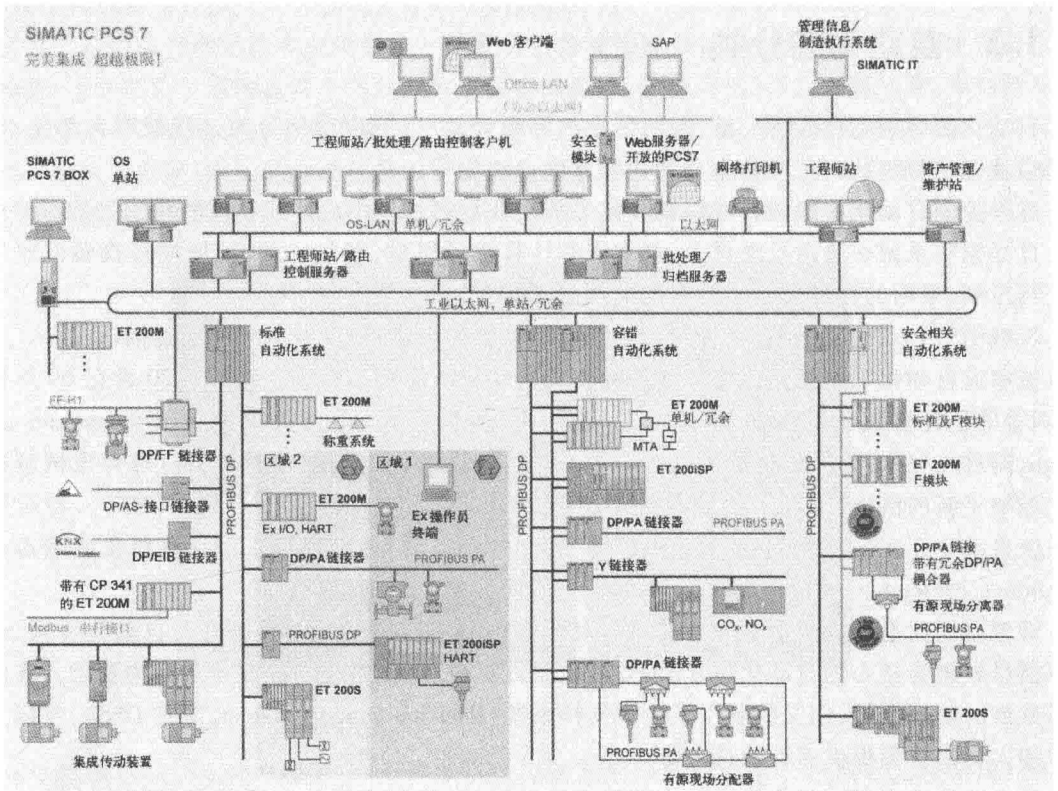 SIMATIC PCS 7
完美集成 超越极限!
Web 客户端
SAP
管理信息/
制造执行系统
SIMATIC IT
Office LAN
(办公以太网)
工程师站/批处理/路由控制客户机
安全
模块
Web服务器/
开放的PCS7
网络打印机
工程师站
资产管理/
维护站
SIMATIC
PCS 7 BOX
OS
单站
OS-LAN 单机/冗余
以太网
工程师站/路由
控制服务器
批处理/
归档服务器
工业以太网,单站/冗余
ET 200M
标准
自动化系统
容错
自动化系统
安全相关
自动化系统
FF-H1
DP/FF 链接器
DP/AS-接口链接器
KNX
DP/EIB 链接器
带有 CP 341
的 ET 200M
Modbus 串行接口
集成传动装置
PROFIBUS DP
ET 200M
称重系统
区域 2
区域 1
ET 200M
Ex I/O, HART
Ex 操作员
终端
DP/PA 链接器
PROFIBUS PA
PROFIBUS DP
ET 200iSP
HART
ET 200S
PROFIBUS DP
ET 200M
单机/冗余
MTA
ET 200iSP
DP/PA 链接器
PROFIBUS PA
Y 链接器
COₓ, NOₓ
DP/PA 链接器
PROFIBUS PA
有源现场分配器
PROFIBUS DP
ET 200M
标准及F模块
ET 200M
F模块
DP/PA 链接
带有冗余DP/PA
耦合器
有源现场分离器
PROFIBUS PA
ET 200S